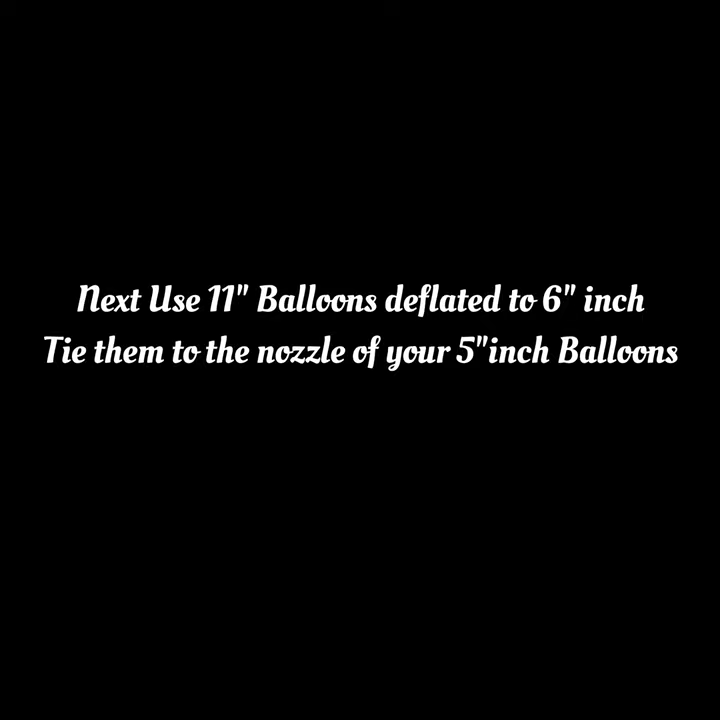 Next Use 11" Balloons deflated to 6" inch
Tie them to the nozzle of your 5"inch Balloons